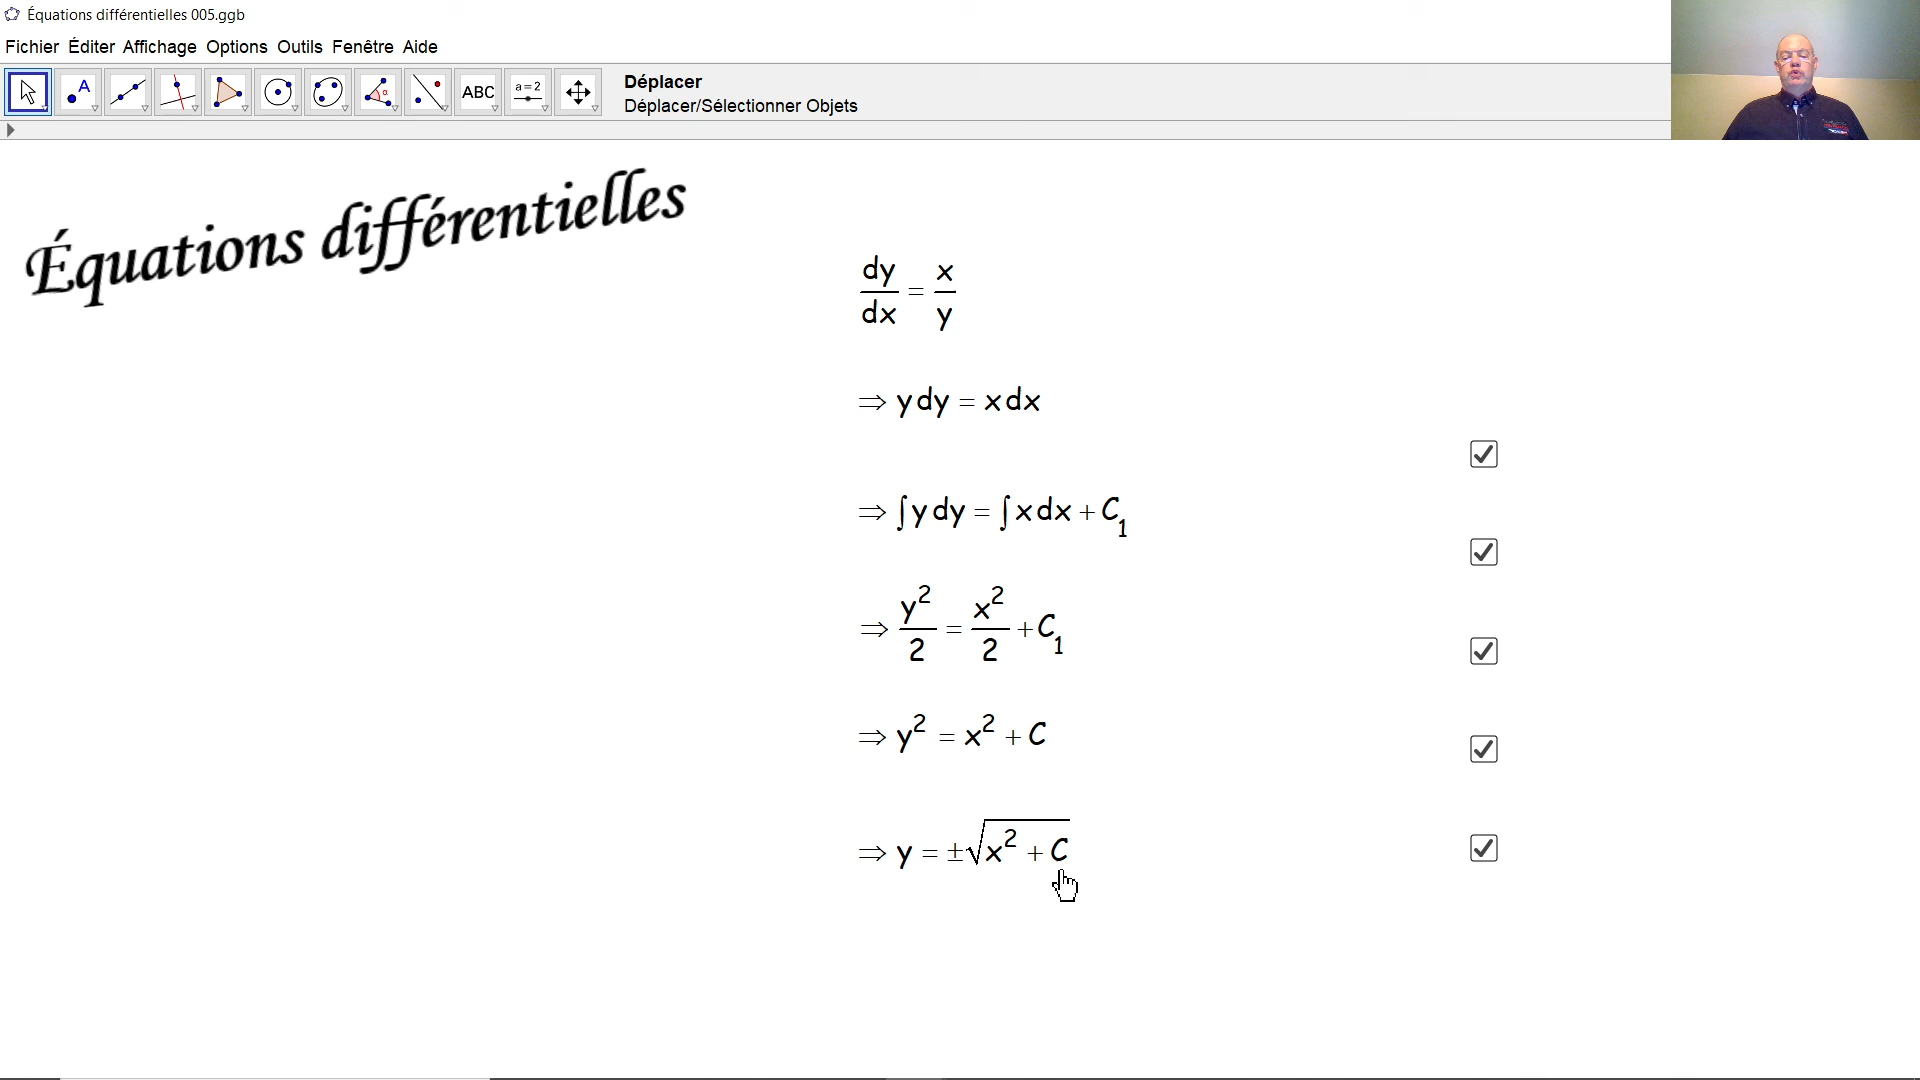 Équations différentielles 005.ggb
Fichier Éditer Affichage Options Outils Fenêtre Aide
A
α
ABC
a=2
Déplacer
Déplacer/Sélectionner Objets
Équations différentielles
dy/dx = x/y
⇒ y dy = x dx
⇒ ∫y dy = ∫x dx + C₁
⇒ y²/2 = x²/2 + C₁
⇒ y² = x² + C
⇒ y = ±√(x² + C)